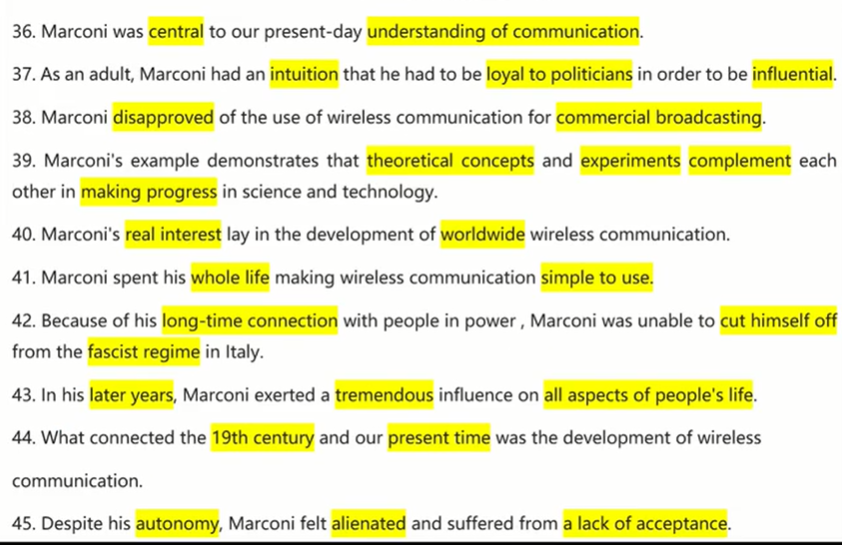 36. Marconi was central to our present-day understanding of communication.
37. As an adult, Marconi had an intuition that he had to be loyal to politicians in order to be influential.
38. Marconi disapproved of the use of wireless communication for commercial broadcasting.
39. Marconi's example demonstrates that theoretical concepts and experiments complement each
other in making progress in science and technology.
40. Marconi's real interest lay in the development of worldwide wireless communication.
41. Marconi spent his whole life making wireless communication simple to use.
42. Because of his long-time connection with people in power , Marconi was unable to cut himself off
from the fascist regime in Italy.
43. In his later years, Marconi exerted a tremendous influence on all aspects of people's life.
44. What connected the 19th century and our present time was the development of wireless
communication.
45. Despite his autonomy, Marconi felt alienated and suffered from a lack of acceptance.